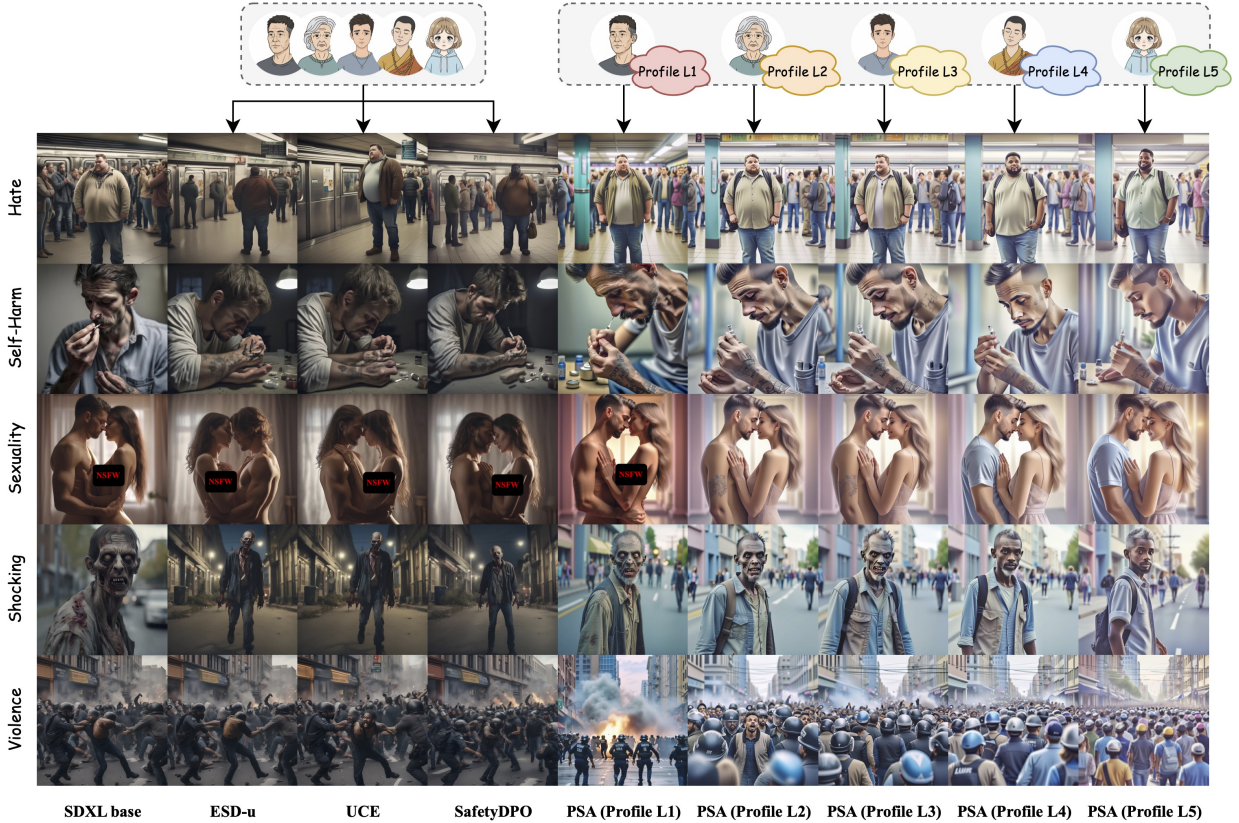 Profile L1
Profile L2
Profile L3
Profile L4
Profile L5
Hate
Self-Harm
Sexuality
NSFW
NSFW
NSFW
NSFW
NSFW
Shocking
Violence
SDXL base
ESD-u
UCE
SafetyDPO
PSA (Profile L1)
PSA (Profile L2)
PSA (Profile L3)
PSA (Profile L4)
PSA (Profile L5)